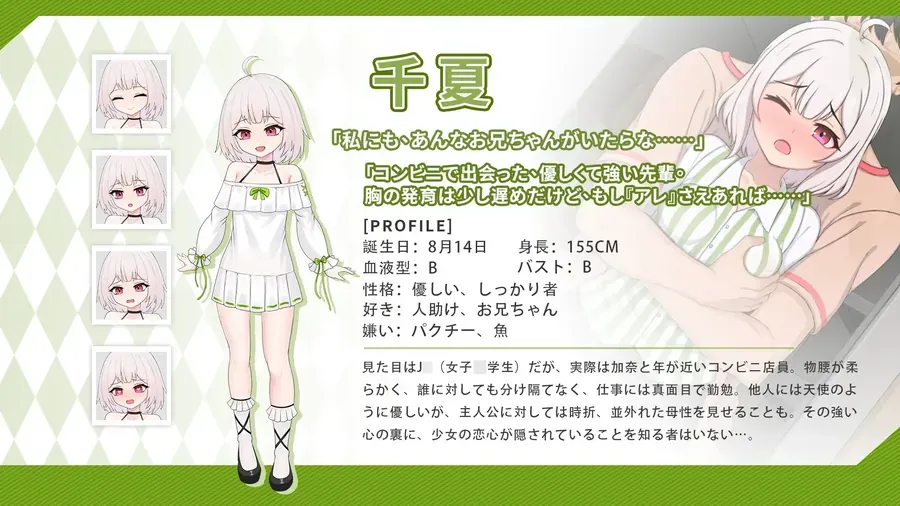 千夏
「私にも、あんなお兄ちゃんがいたらな……」
「コンビニで出会った、優しくて強い先輩。
胸の発育は少し遅めだけど、もし『アレ』さえあれば……」
[PROFILE]
誕生日：8月14日 身長：155CM
血液型：B バスト：B
性格：優しい、しっかり者
好き：人助け、お兄ちゃん
嫌い：パクチー、魚
見た目はJ（女子学生）だが、実際は加奈と年が近いコンビニ店員。物腰が柔
らかく、誰に対しても分け隔てなく、仕事には真面目で勤勉。他人には天使のよ
うに優しいが、主人公に対しては時折、並外れた母性を見せることも。その強い
心の裏に、少女の恋心が隠されていることを知る者はいない…。